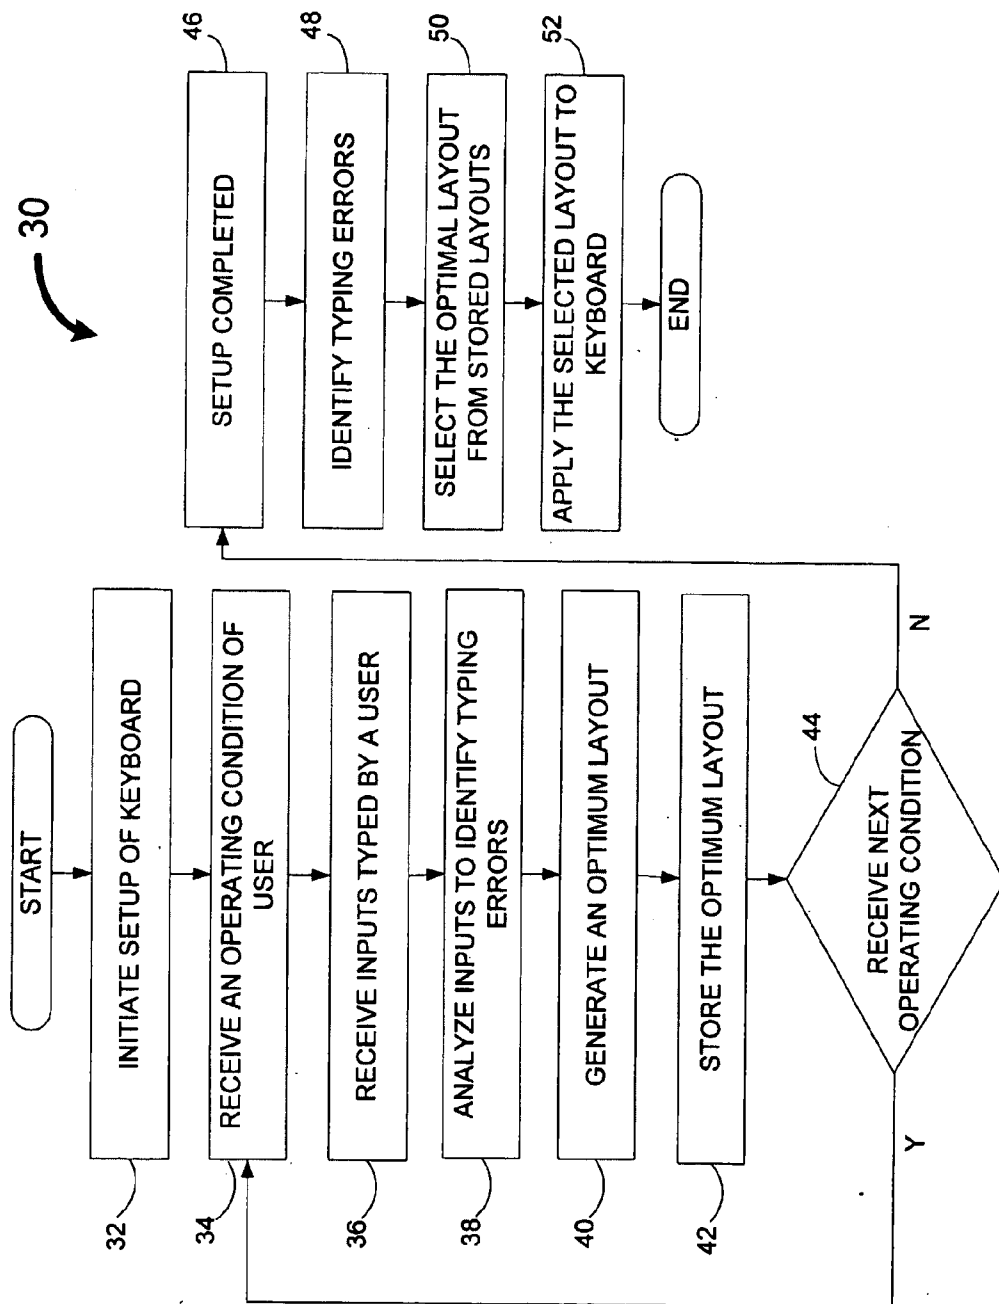 30
START
INITIATE SETUP OF KEYBOARD
32
RECEIVE AN OPERATING CONDITION OF
USER
34
RECEIVE INPUTS TYPED BY A USER
36
ANALYZE INPUTS TO IDENTIFY TYPING
ERRORS
38
GENERATE AN OPTIMUM LAYOUT
40
STORE THE OPTIMUM LAYOUT
42
RECEIVE NEXT
OPERATING CONDITION
44
Y
N
SETUP COMPLETED
46
IDENTIFY TYPING ERRORS
48
SELECT THE OPTIMAL LAYOUT
FROM STORED LAYOUTS
50
APPLY THE SELECTED LAYOUT TO
KEYBOARD
52
END